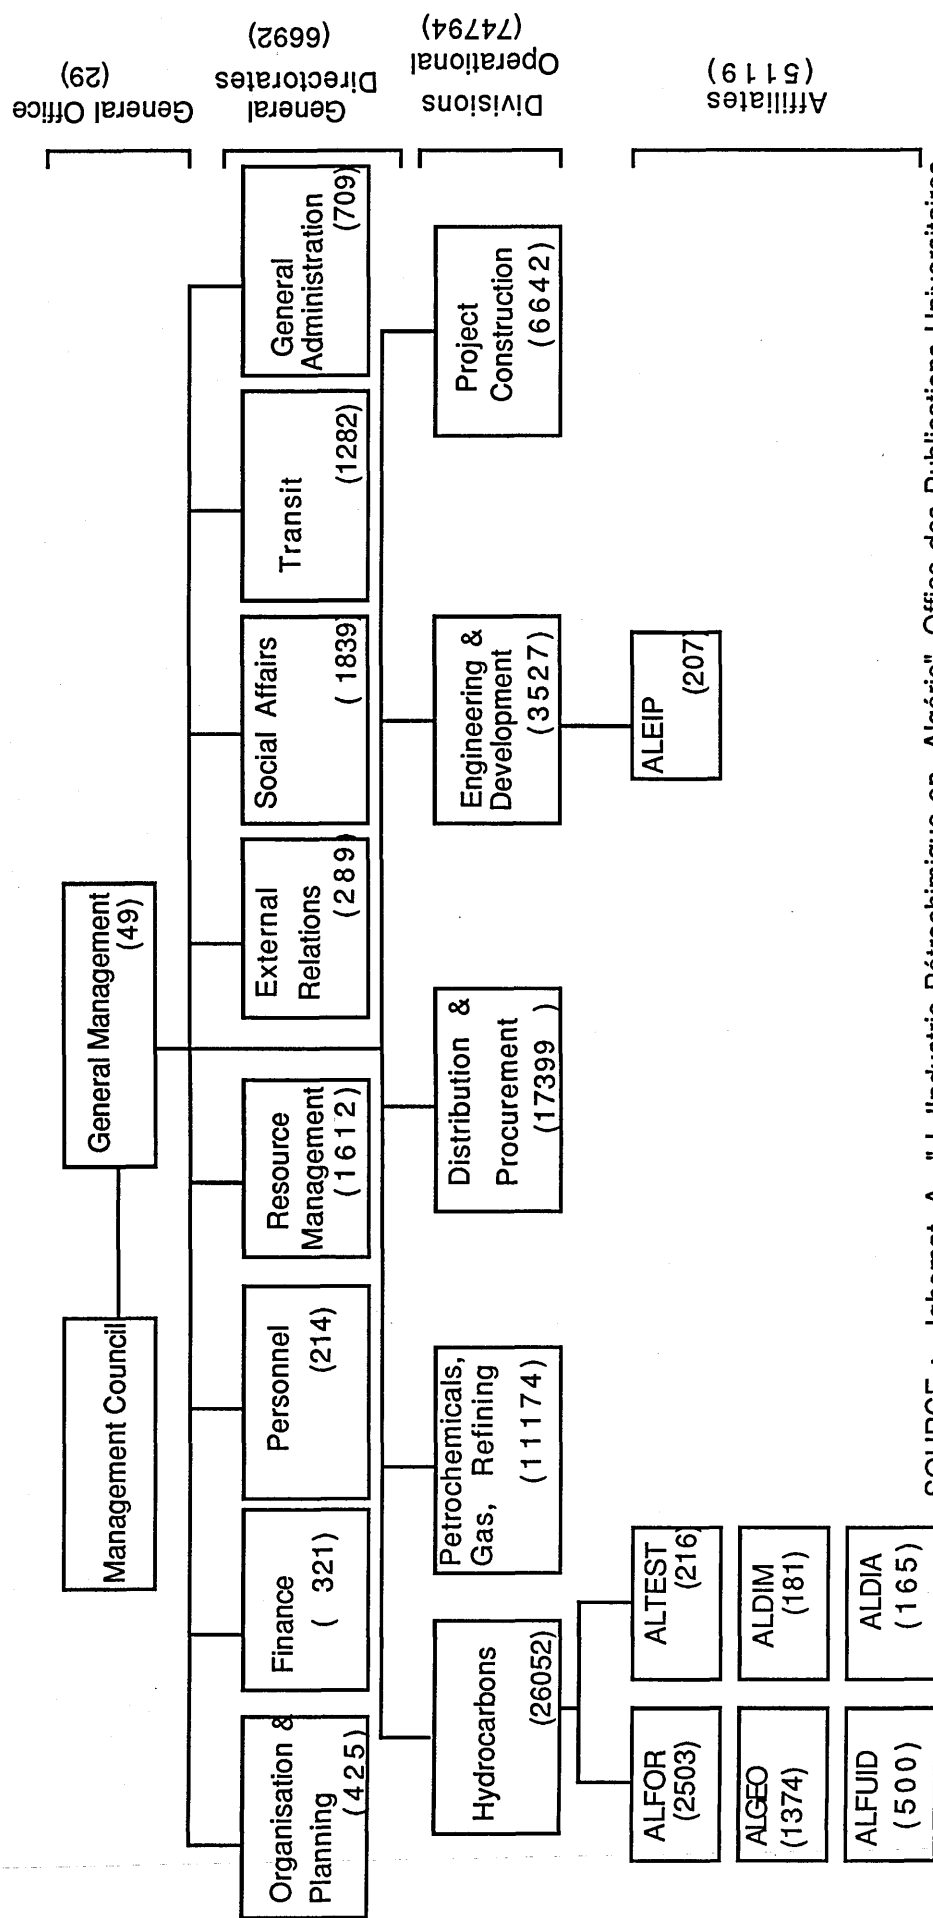 Management Council
General Management
(49)
General Office
(29)
Organisation &
Planning
(425)
Finance
( 321)
Personnel
(214)
Resource
Management
(1612)
External
Relations
(289)
Social Affairs
( 1839)
Transit
(1282)
General
Administration
(709)
General
Directorates
(6692)
Hydrocarbons
(26052)
Petrochemicals,
Gas, Refining
(11174)
Distribution &
Procurement
(17399 )
Engineering &
Development
(3527)
Project
Construction
(6642)
Divisions
Operational
(74794)
ALFOR
(2503)
ALTEST
(216)
ALGEO
(1374)
ALDIM
(181)
ALFUID
(500)
ALDIA
(165)
ALEIP
(207)
Affiliates
(5119)
A. "L'Industrie Pétrochimique en Algérie", Office des Publications Universitaires